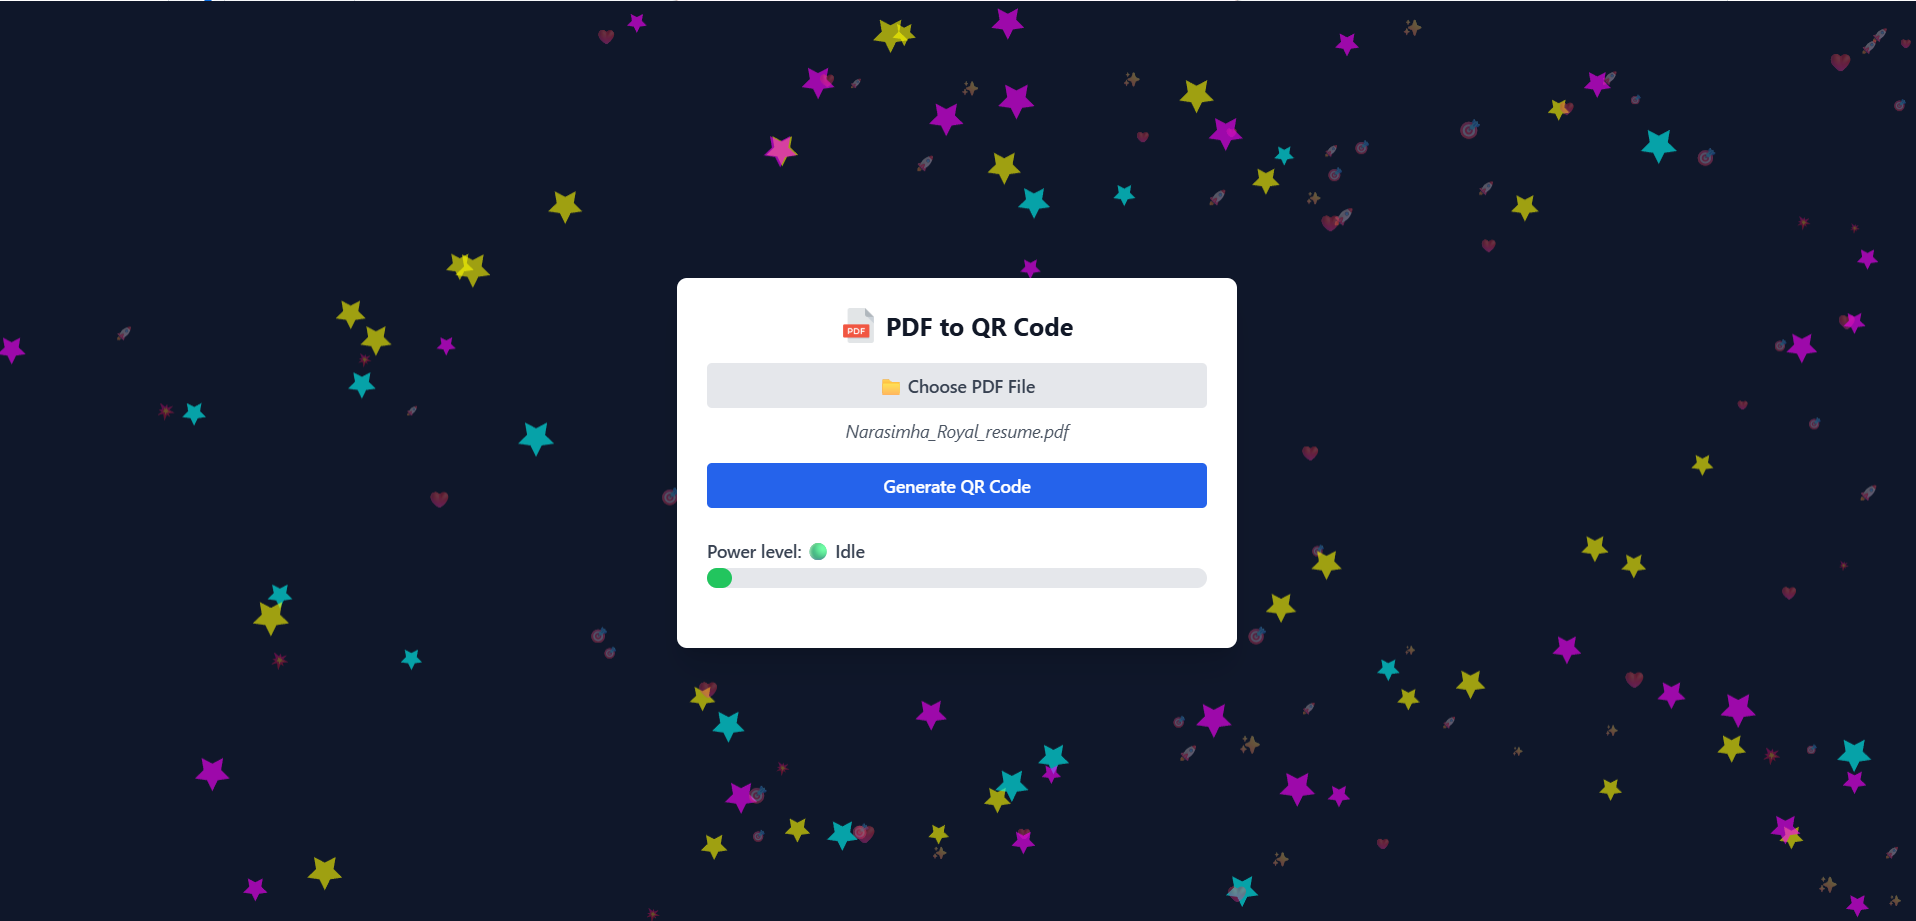 PDF
PDF to QR Code
Choose PDF File
Narasimha_Royal_resume.pdf
Generate QR Code
Power level: Idle